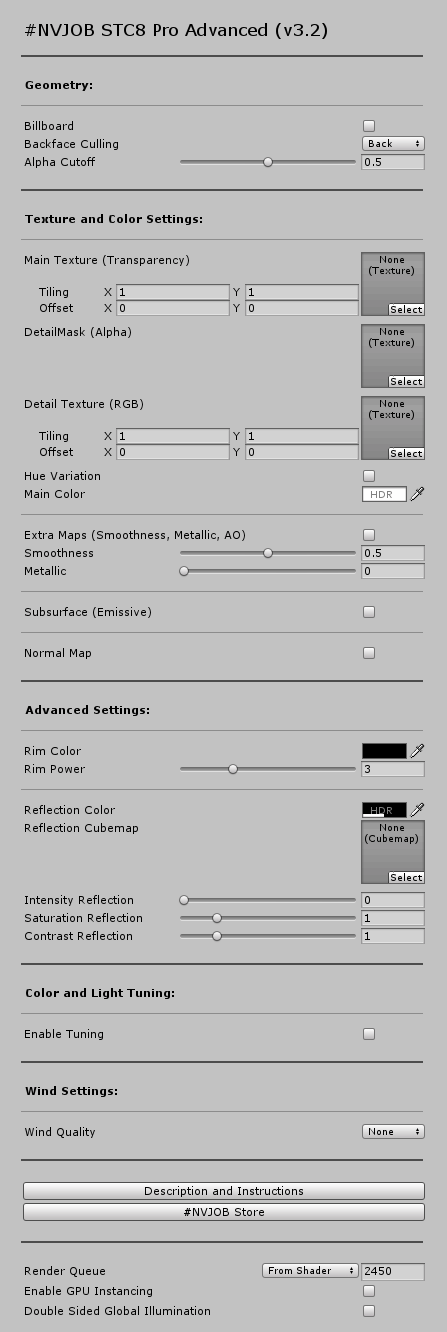 #NVJOB STC8 Pro Advanced (v3.2)
Geometry:
Billboard
Backface Culling Back
Alpha Cutoff 0.5
Texture and Color Settings:
Main Texture (Transparency) None
(Texture)
Tiling X 1 Y 1
Offset X 0 Y 0 Select
DetailMask (Alpha) None
(Texture)
Select
Detail Texture (RGB) None
(Texture)
Tiling X 1 Y 1
Offset X 0 Y 0 Select
Hue Variation
Main Color HDR
Extra Maps (Smoothness, Metallic, AO)
Smoothness 0.5
Metallic 0
Subsurface (Emissive)
Normal Map
Advanced Settings:
Rim Color
Rim Power 3
Reflection Color HDR
Reflection Cubemap None
(Cubemap)
Select
Intensity Reflection 0
Saturation Reflection 1
Contrast Reflection 1
Color and Light Tuning:
Enable Tuning
Wind Settings:
Wind Quality None
Description and Instructions
#NVJOB Store
Render Queue From Shader 2450
Enable GPU Instancing
Double Sided Global Illumination